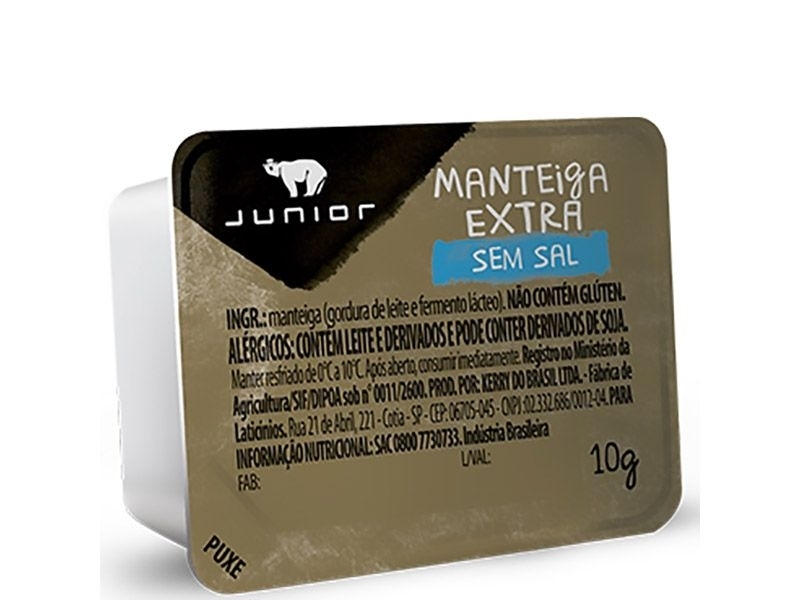 JUNIOR
MANTEiga
EXTRA
SEM SAL
INGR.: manteiga (gordura de leite e fermento lácteo). NÃO CONTÉM GLÚTEN.
ALÉRGICOS: CONTÉM LEITE E DERIVADOS E PODE CONTER DERIVADOS DE SOJA.
Manter resfriado de 0°C a 10°C. Após aberto, consumir imediatamente. Registro no Ministério da
Agricultura/SIF/DIPOA sob n° 0011/2600. PROD. POR: KERRY DO BRASIL LTDA. - Fábrica de
Laticínios. Rua 21 de Abril, 221 - Cotia - SP - CEP: 06705-045 - CNPJ: 02.332.686/0012-04. PARA
INFORMAÇÃO NUTRICIONAL: SAC 0800 7730733. Indústria Brasileira
FAB: L/VAL:
10g
PUXE